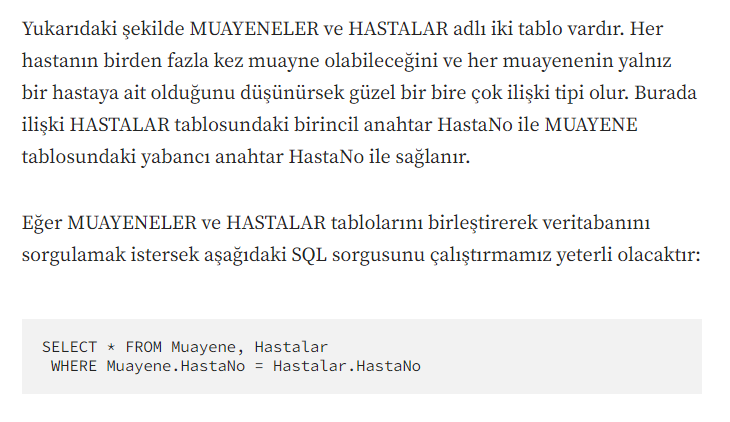 Yukarıdaki şekilde MUAYENELER ve HASTALAR adlı iki tablo vardır. Her
hastanın birden fazla kez muayne olabileceğini ve her muayenenin yalnız
bir hastaya ait olduğunu düşünürsek güzel bir bire çok ilişki tipi olur. Burada
ilişki HASTALAR tablosundaki birincil anahtar HastaNo ile MUAYENE
tablosundaki yabancı anahtar HastaNo ile sağlanır.
Eğer MUAYENELER ve HASTALAR tablolarını birleştirerek veritabanını
sorgulamak istersek aşağıdaki SQL sorgusunu çalıştırmamız yeterli olacaktır:
SELECT * FROM Muayene, Hastalar
WHERE Muayene.HastaNo = Hastalar.HastaNo